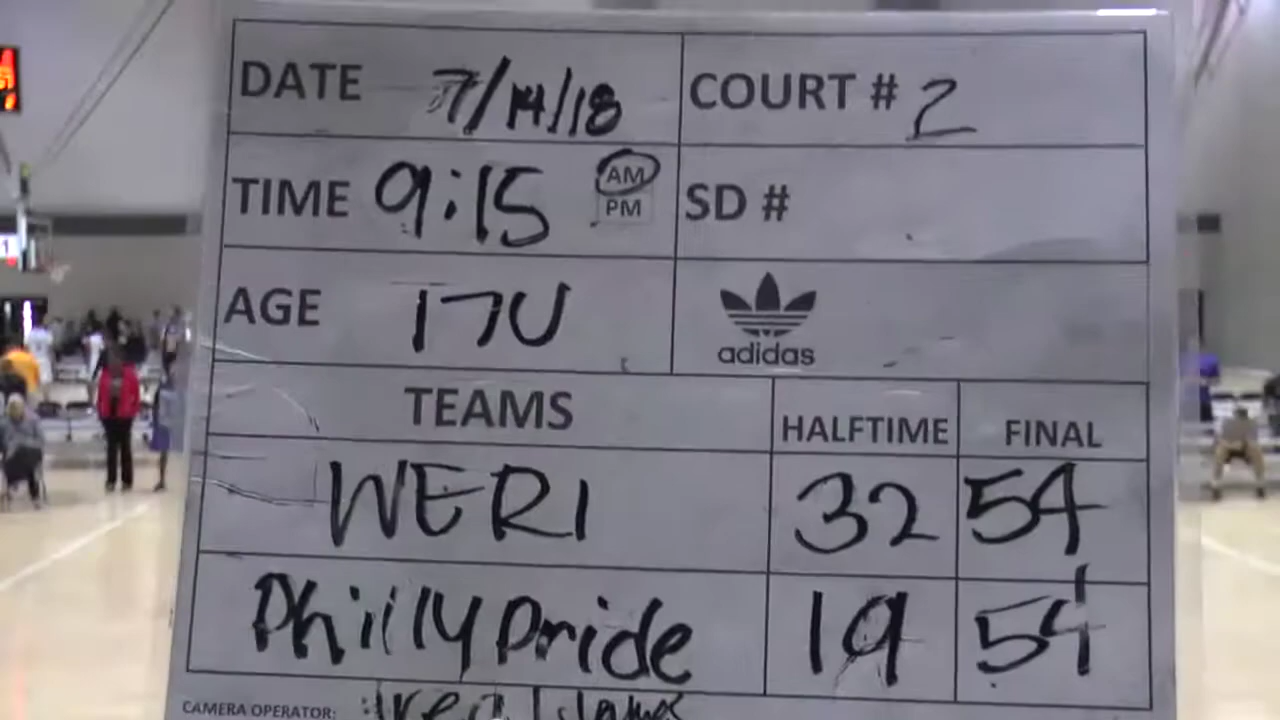 DATE 7/14/18 COURT # 2
TIME 9:15 AM PM SD #
AGE 17U adidas
TEAMS HALFTIME FINAL
WERI 32 54
Philly Pride 19 54
CAMERA OPERATOR: